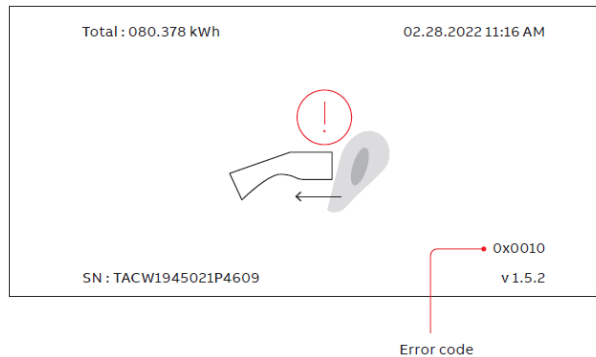 Total : 080.378 kWh
02.28.2022 11:16 AM
!
0x0010
SN : TACW1945021P4609
v 1.5.2
Error code